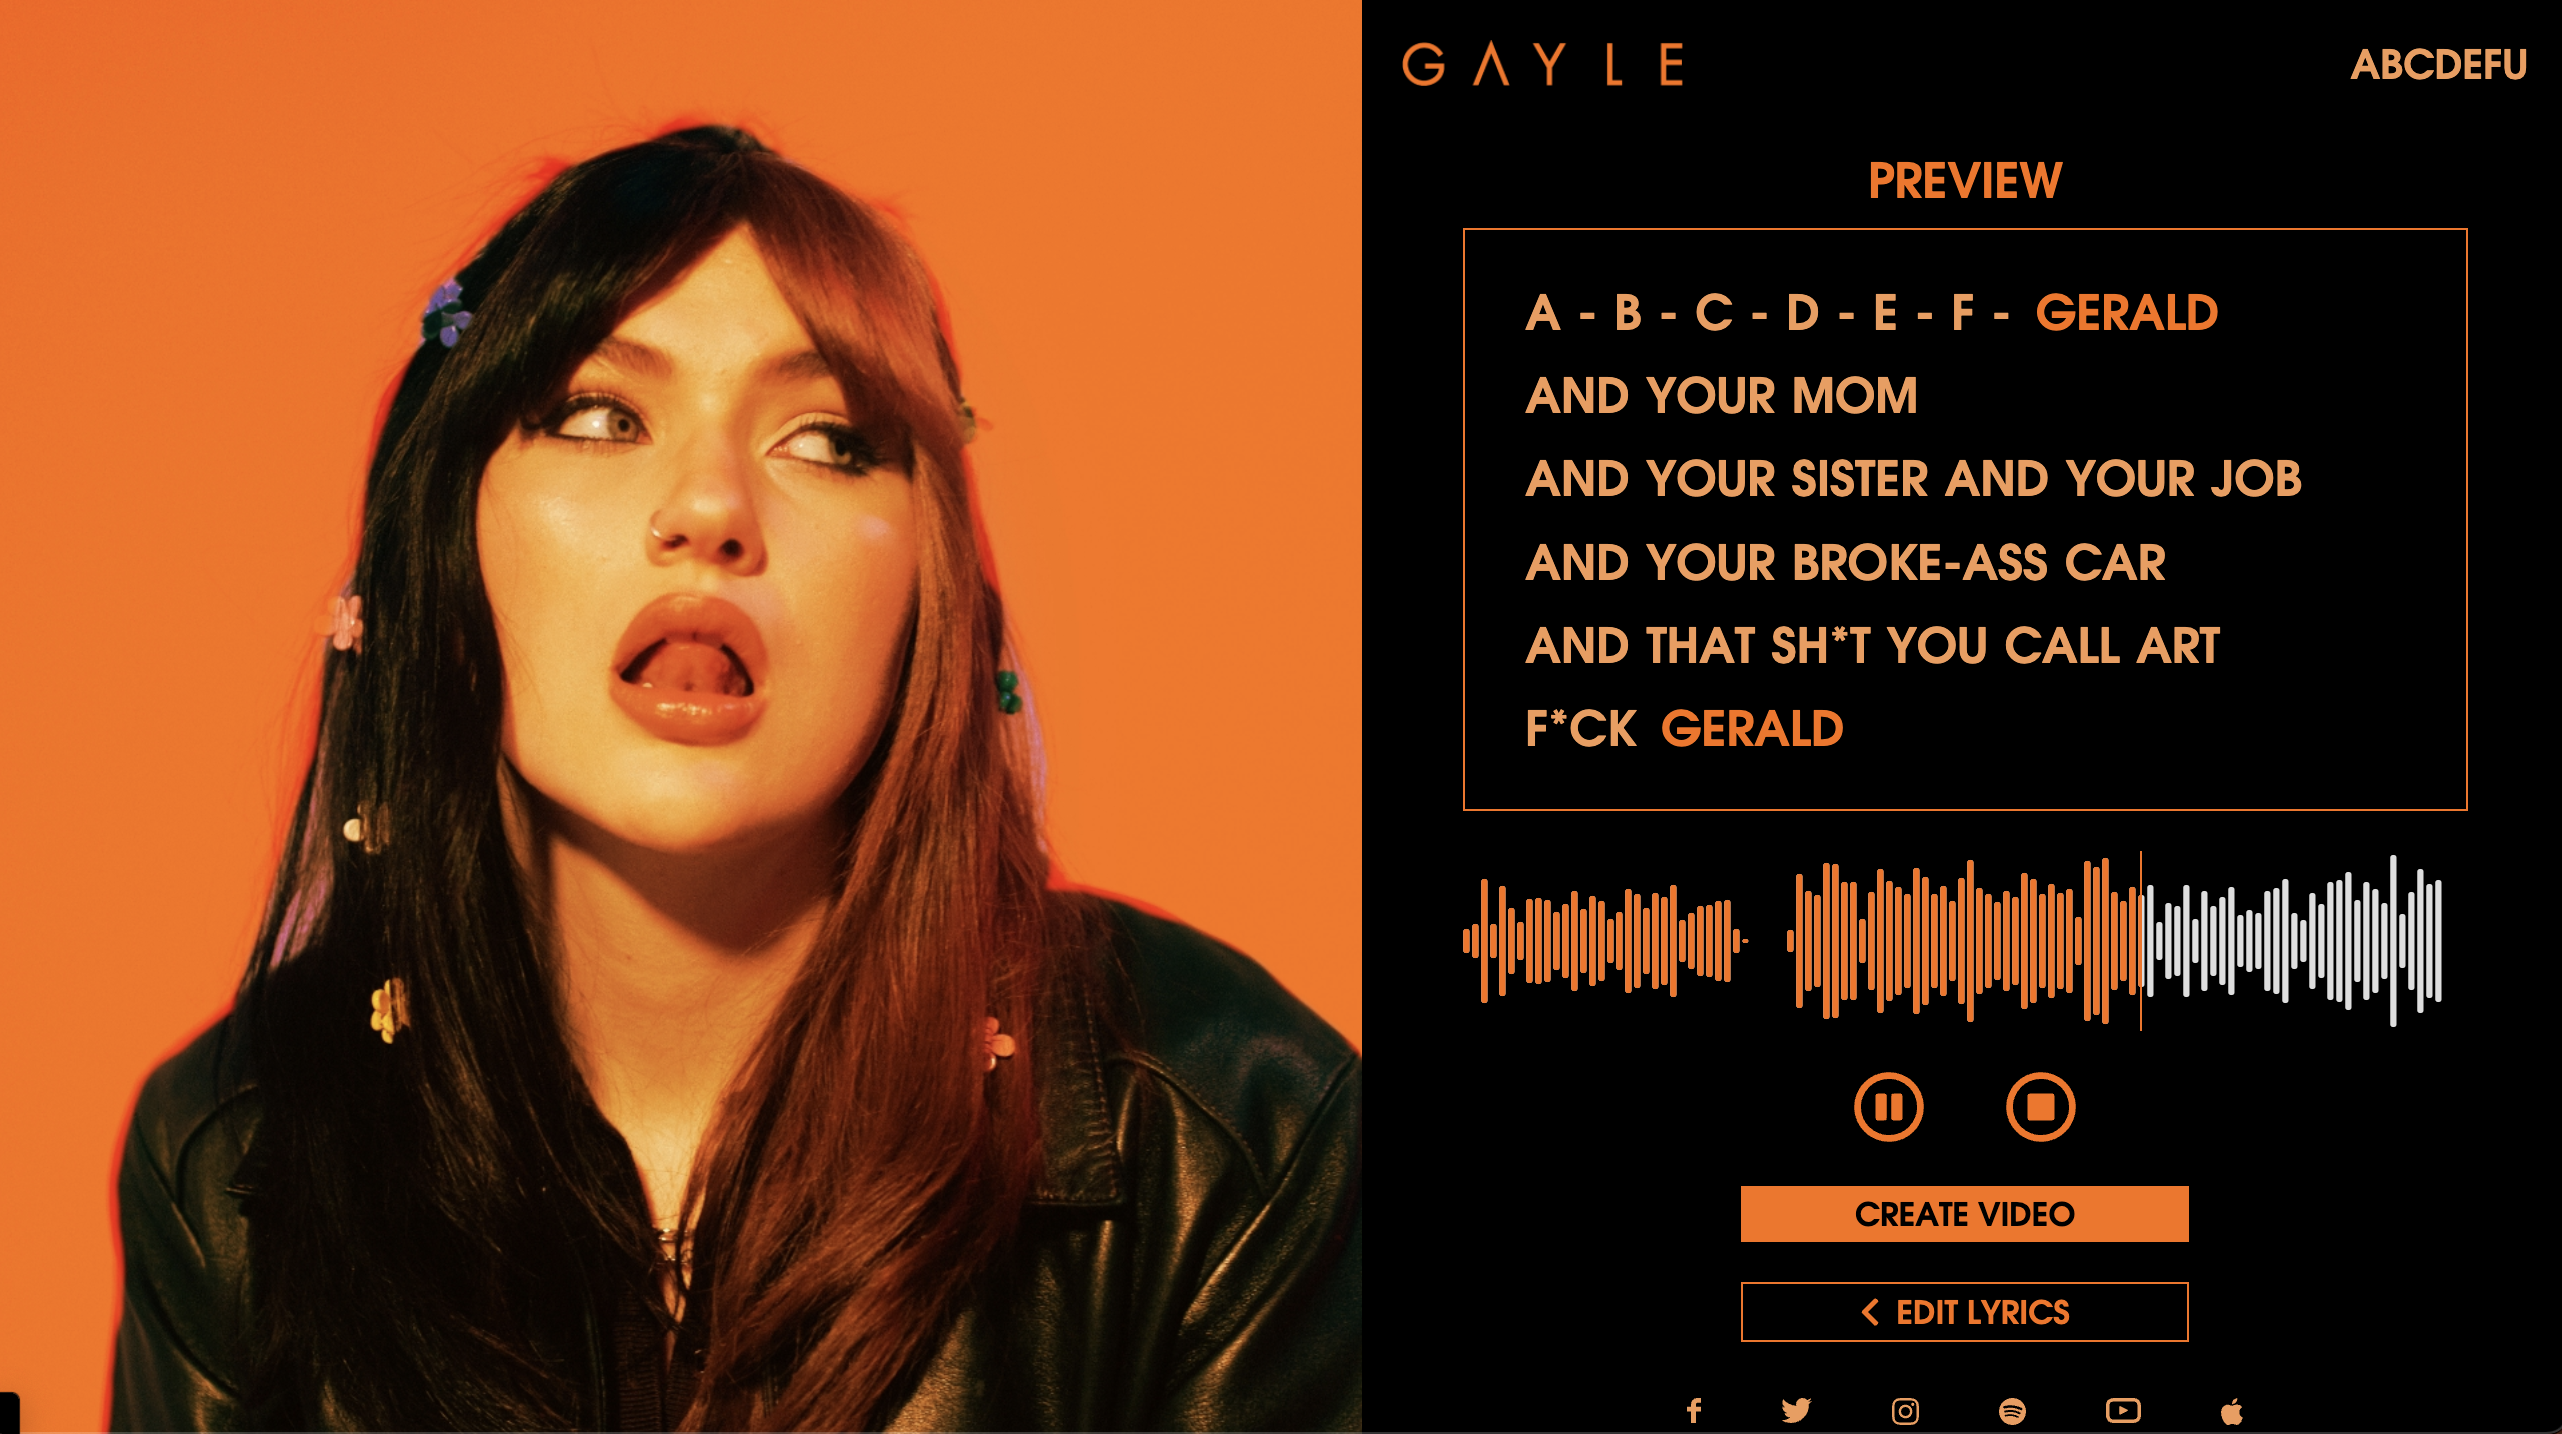 GAYLE
ABCDEFU
PREVIEW
A - B - C - D - E - F - GERALD
AND YOUR MOM
AND YOUR SISTER AND YOUR JOB
AND YOUR BROKE-ASS CAR
AND THAT SH*T YOU CALL ART
F*CK GERALD
CREATE VIDEO
EDIT LYRICS